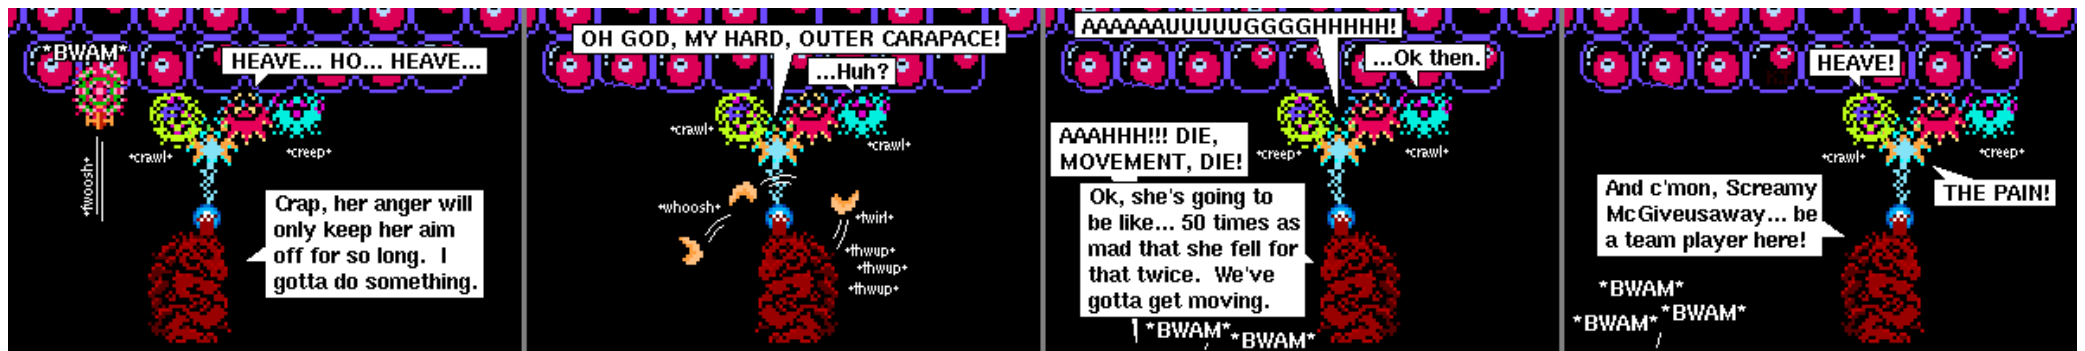 *BWAM*
HEAVE... HO... HEAVE...
*crawl*
*creep*
*fwoosh*
Crap, her anger will
only keep her aim
off for so long. I
gotta do something.
OH GOD, MY HARD, OUTER CARAPACE!
...Huh?
*crawl*
*crawl*
*whoosh*
*twirl*
*thwup*
*thwup*
*thwup*
AAAAAAUUUUUGGGGHHHHH!
...Ok then.
AAAHHH!!! DIE,
MOVEMENT, DIE!
*creep*
*crawl*
Ok, she's going to
be like... 50 times as
mad that she fell for
that twice. We've
gotta get moving.
*BWAM*
*BWAM*
HEAVE!
*crawl*
*creep*
THE PAIN!
And c'mon, Screamy
McGiveusaway... be
a team player here!
*BWAM*
*BWAM*
*BWAM*